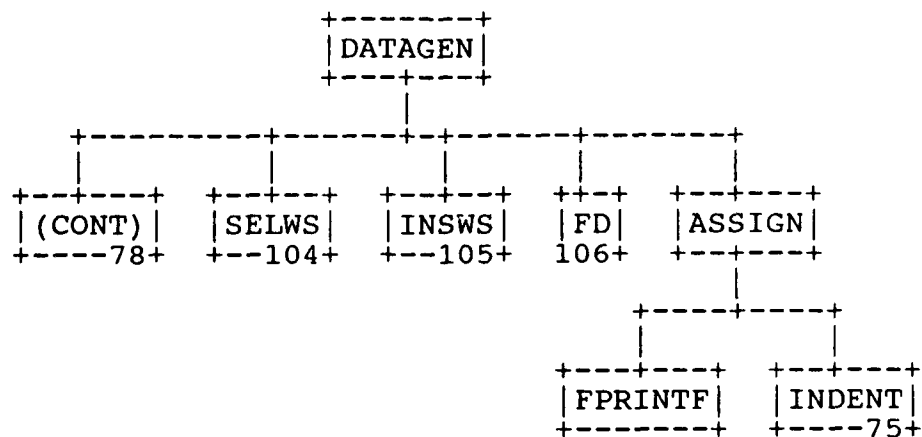 DATAGEN
(CONT) SELWS INSWS FD ASSIGN
78 104 105 106
FPRINTF INDENT
75